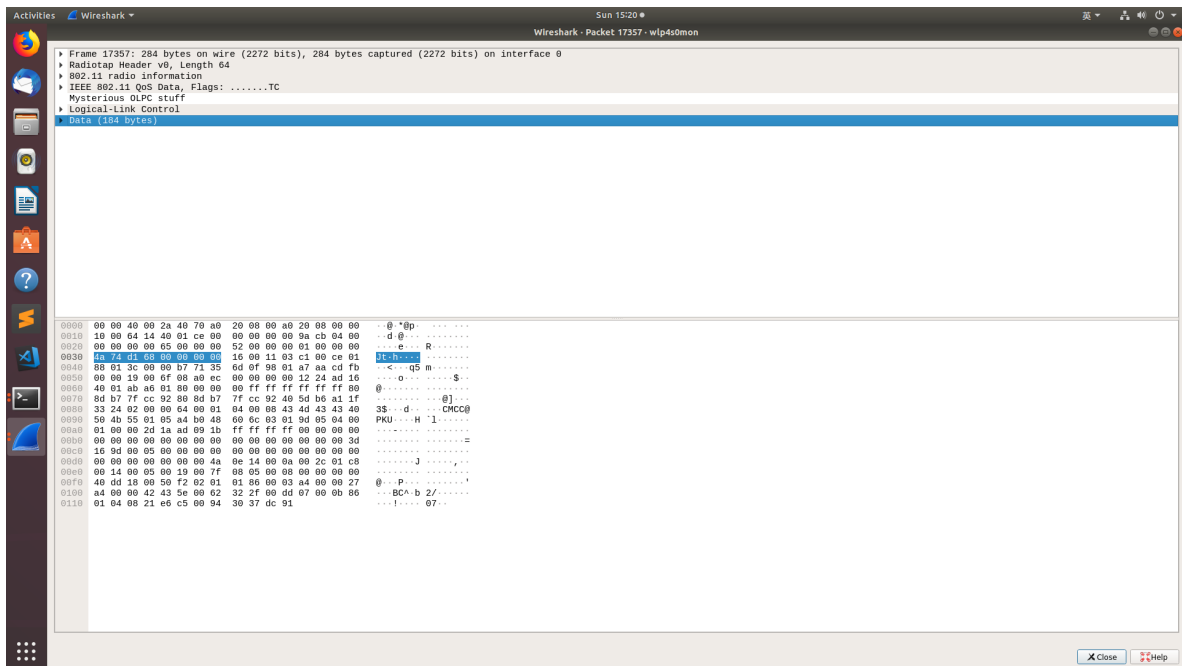 Activities Wireshark Sun 15:20 英
Wireshark · Packet 17357 · wlp4s0mon
Frame 17357: 284 bytes on wire (2272 bits), 284 bytes captured (2272 bits) on interface 0
Radiotap Header v0, Length 64
802.11 radio information
IEEE 802.11 QoS Data, Flags: .......TC
Mysterious OLPC stuff
Logical-Link Control
Data (184 bytes)
0000 00 00 40 00 2a 40 70 a0 20 08 00 a0 20 08 00 00 ··@·*@p· ··· ···
0010 10 00 64 14 40 01 ce 00 00 00 00 00 9a cb 04 00 ··d·@··· ········
0020 00 00 00 00 65 00 00 00 52 00 00 00 01 00 00 00 ····e··· R·······
0030 4a 74 d1 68 00 00 00 00 16 00 11 03 c1 00 ce 01 Jt·h···· ········
0040 88 01 3c 00 00 b7 71 35 6d 0f 98 01 a7 aa cd fb ··<···q5 m·······
0050 00 00 19 00 6f 08 a0 ec 00 00 00 00 12 24 ad 16 ····o··· ·····$··
0060 40 01 ab a6 01 80 00 00 00 ff ff ff ff ff ff 80 @······· ········
0070 8d b7 7f cc 92 80 8d b7 7f cc 92 40 5d b6 a1 1f ········ ···@]···
0080 33 24 02 00 00 64 00 01 04 00 08 43 4d 43 43 40 3$···d·· ···CMCC@
0090 50 4b 55 01 05 a4 b0 48 60 6c 03 01 9d 05 04 00 PKU····H `l······
00a0 01 00 00 2d 1a ad 09 1b ff ff ff ff 00 00 00 00 ···-···· ········
00b0 00 00 00 00 00 00 00 00 00 00 00 00 00 00 00 3d ········ ·······=
00c0 16 9d 00 05 00 00 00 00 00 00 00 00 00 00 00 00 ········ ········
00d0 00 00 00 00 00 00 00 4a 0e 14 00 0a 00 2c 01 c8 ·······J ·····,··
00e0 00 14 00 05 00 19 00 7f 08 05 00 08 00 00 00 00 ········ ········
00f0 40 dd 18 00 50 f2 02 01 01 86 00 03 a4 00 00 27 @···P··· ·······'
0100 a4 00 00 42 43 5e 00 62 32 2f 00 dd 07 00 0b 86 ···BC^·b 2/······
0110 01 04 08 21 e6 c5 00 94 30 37 dc 91 ···!···· 07··
Close Help